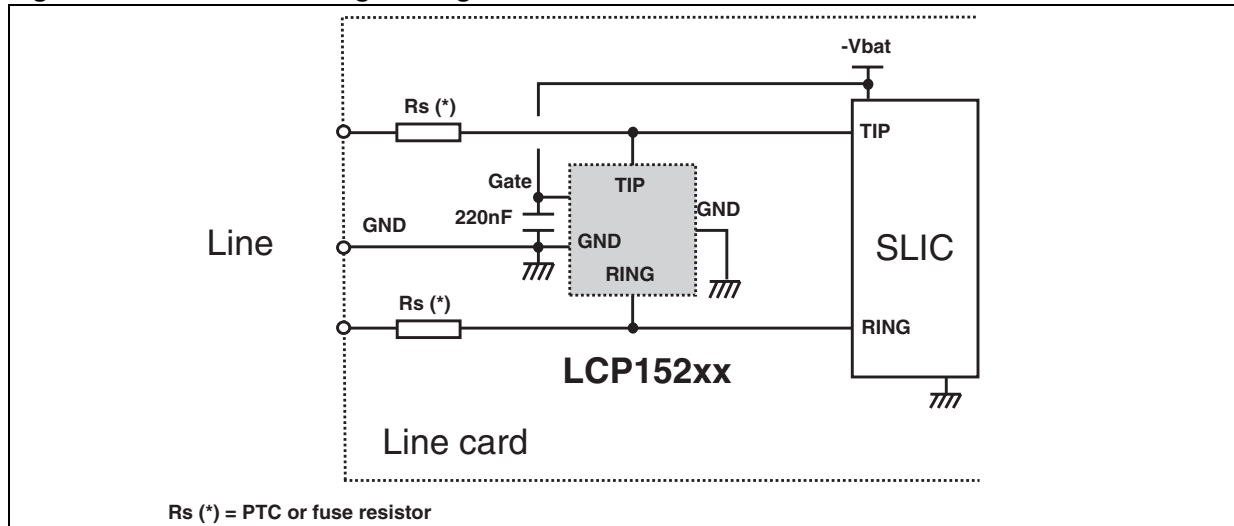 -Vbat
Rs (*)
TIP
TIP
Gate
220nF
GND
GND
GND
RING
Line
SLIC
Rs (*)
RING
LCP152xx
Line card
Rs (*) = PTC or fuse resistor